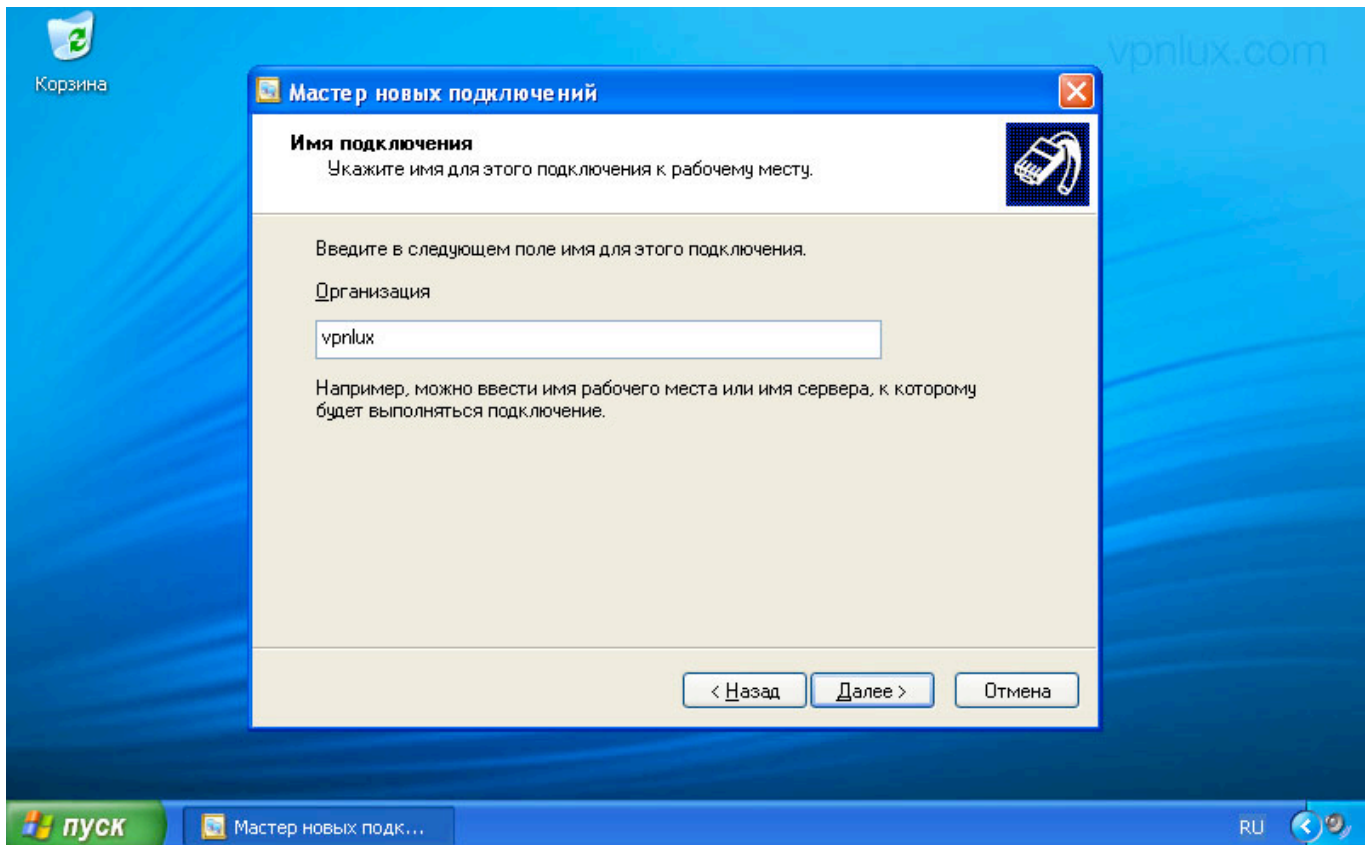 Корзина
vpnlux.com
Мастер новых подключений
Имя подключения
Укажите имя для этого подключения к рабочему месту.
Введите в следующем поле имя для этого подключения.
Организация
vpnlux
Например, можно ввести имя рабочего места или имя сервера, к которому
будет выполняться подключение.
< Назад
Далее >
Отмена
пуск
Мастер новых подк...
RU